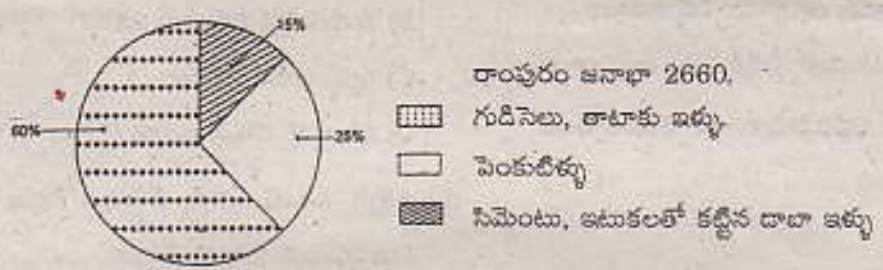 15%
రాంపురం జనాభా 2660.
గుడిసెలు, తాటాకు ఇళ్ళు
60%
25%
పెంకుటిళ్ళు
సిమెంటు, ఇటుకలతో కట్టిన డాబా ఇళ్ళు